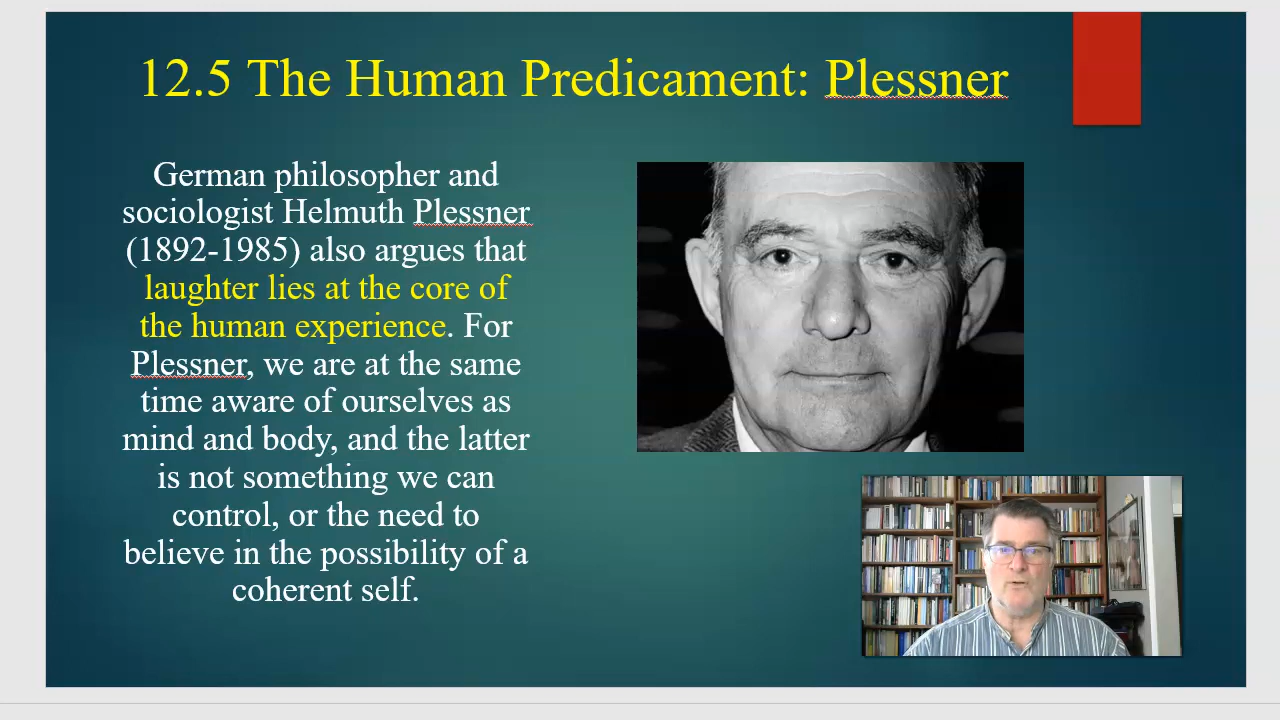 12.5 The Human Predicament: Plessner
German philosopher and
sociologist Helmuth Plessner
(1892-1985) also argues that
laughter lies at the core of
the human experience. For
Plessner, we are at the same
time aware of ourselves as
mind and body, and the latter
is not something we can
control, or the need to
believe in the possibility of a
coherent self.